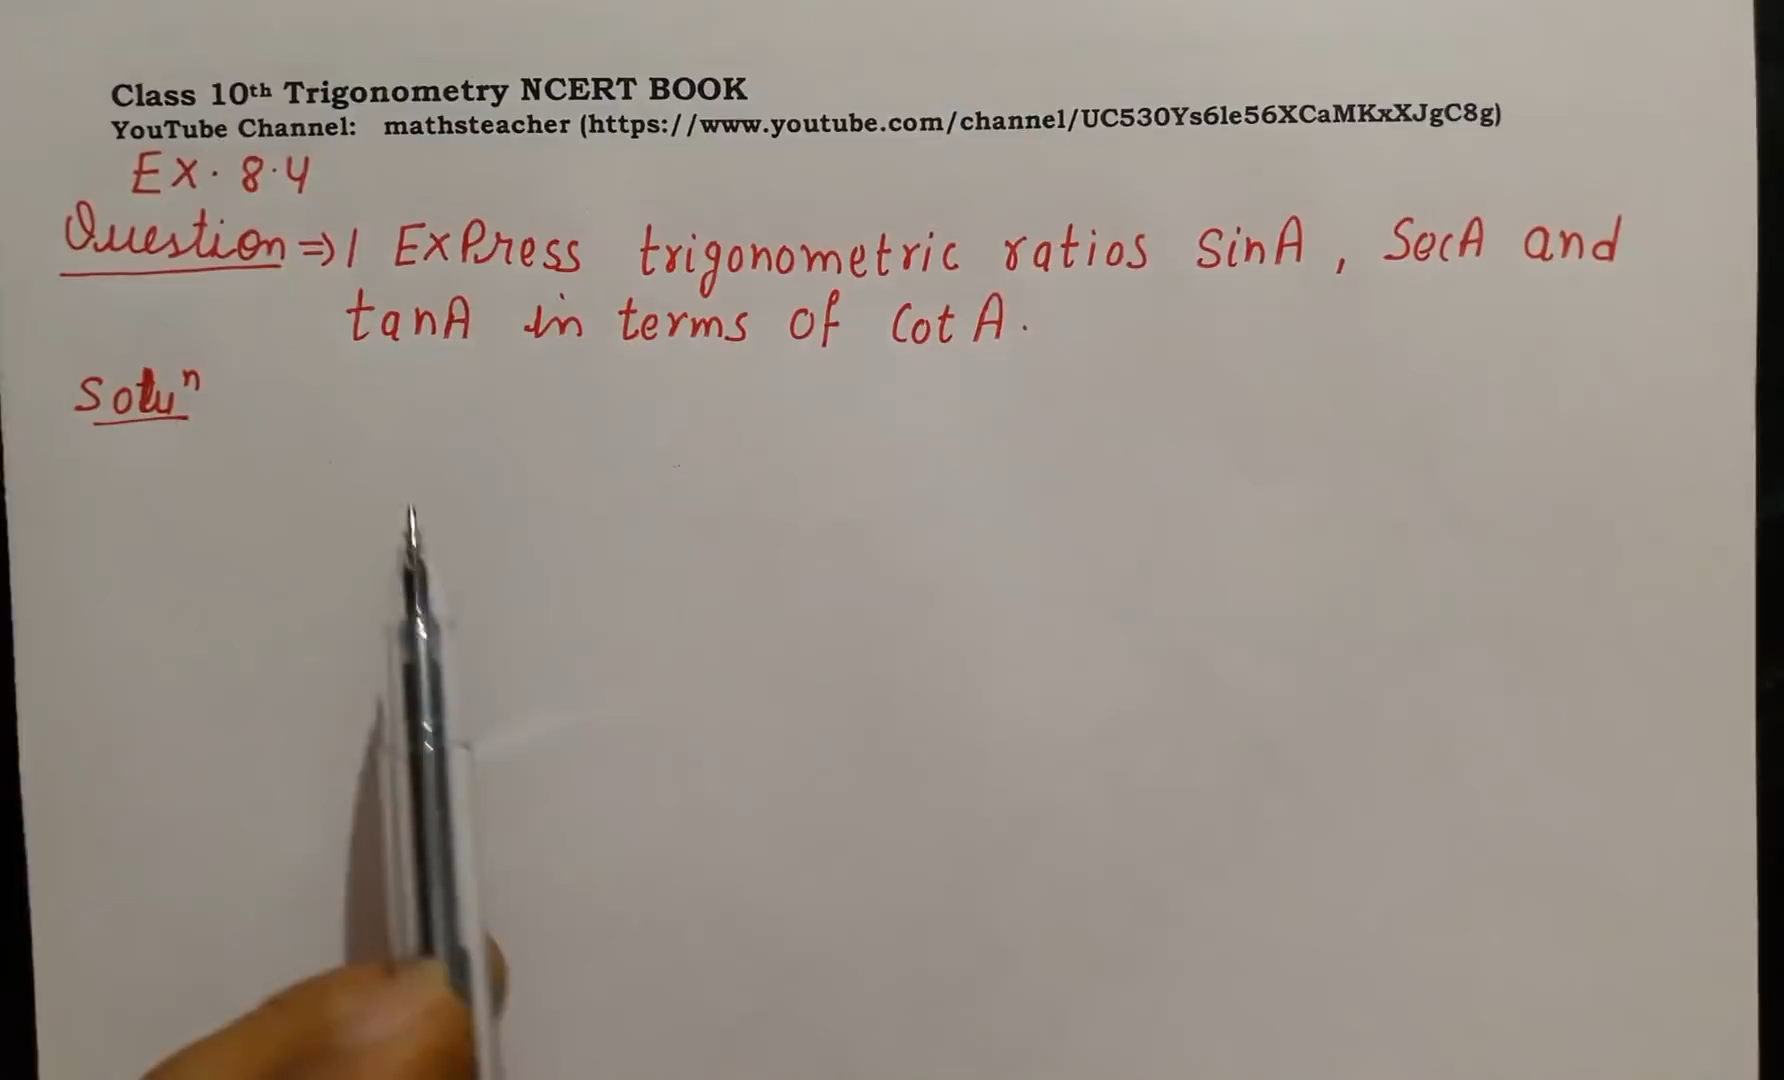 Class 10th Trigonometry NCERT BOOK
YouTube Channel: mathsteacher (https://www.youtube.com/channel/UC530Ys6le56XCaMKxXJgC8g)
Ex. 8.4
Question ⇒ 1 ExPress trigonometric ratios SinA, SecA and
tanA in terms of Cot A.
Soluⁿ